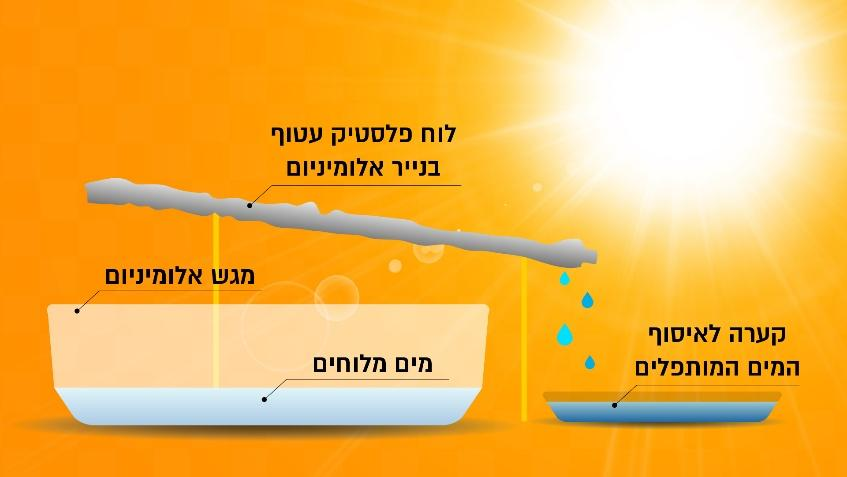 לוח פלסטיק עטוף
בנייר אלומיניום
מגש אלומיניום
מים מלוחים
קערה לאיסוף
המים המותפלים